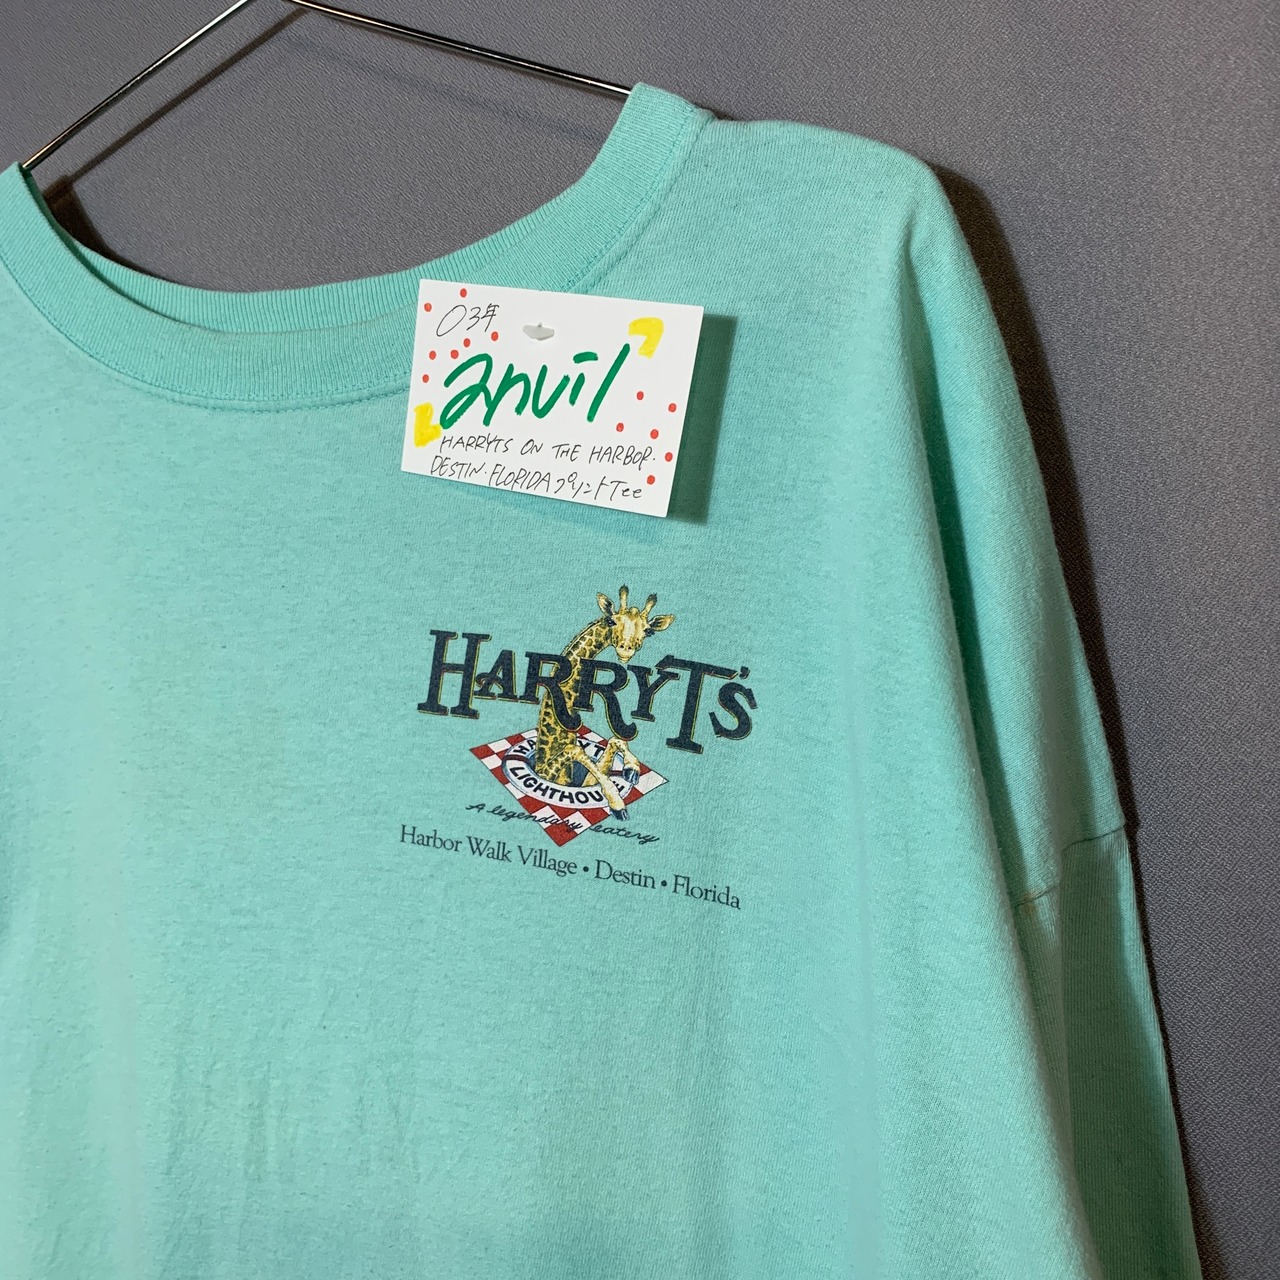 03年
anvil
HARRYTS ON THE HARBOR.
DESTIN.FLORIDAプリントTee
HARRYT'S
HARRY T'S
LIGHTHOUSE
A legendary eatery
Harbor Walk Village • Destin • Florida